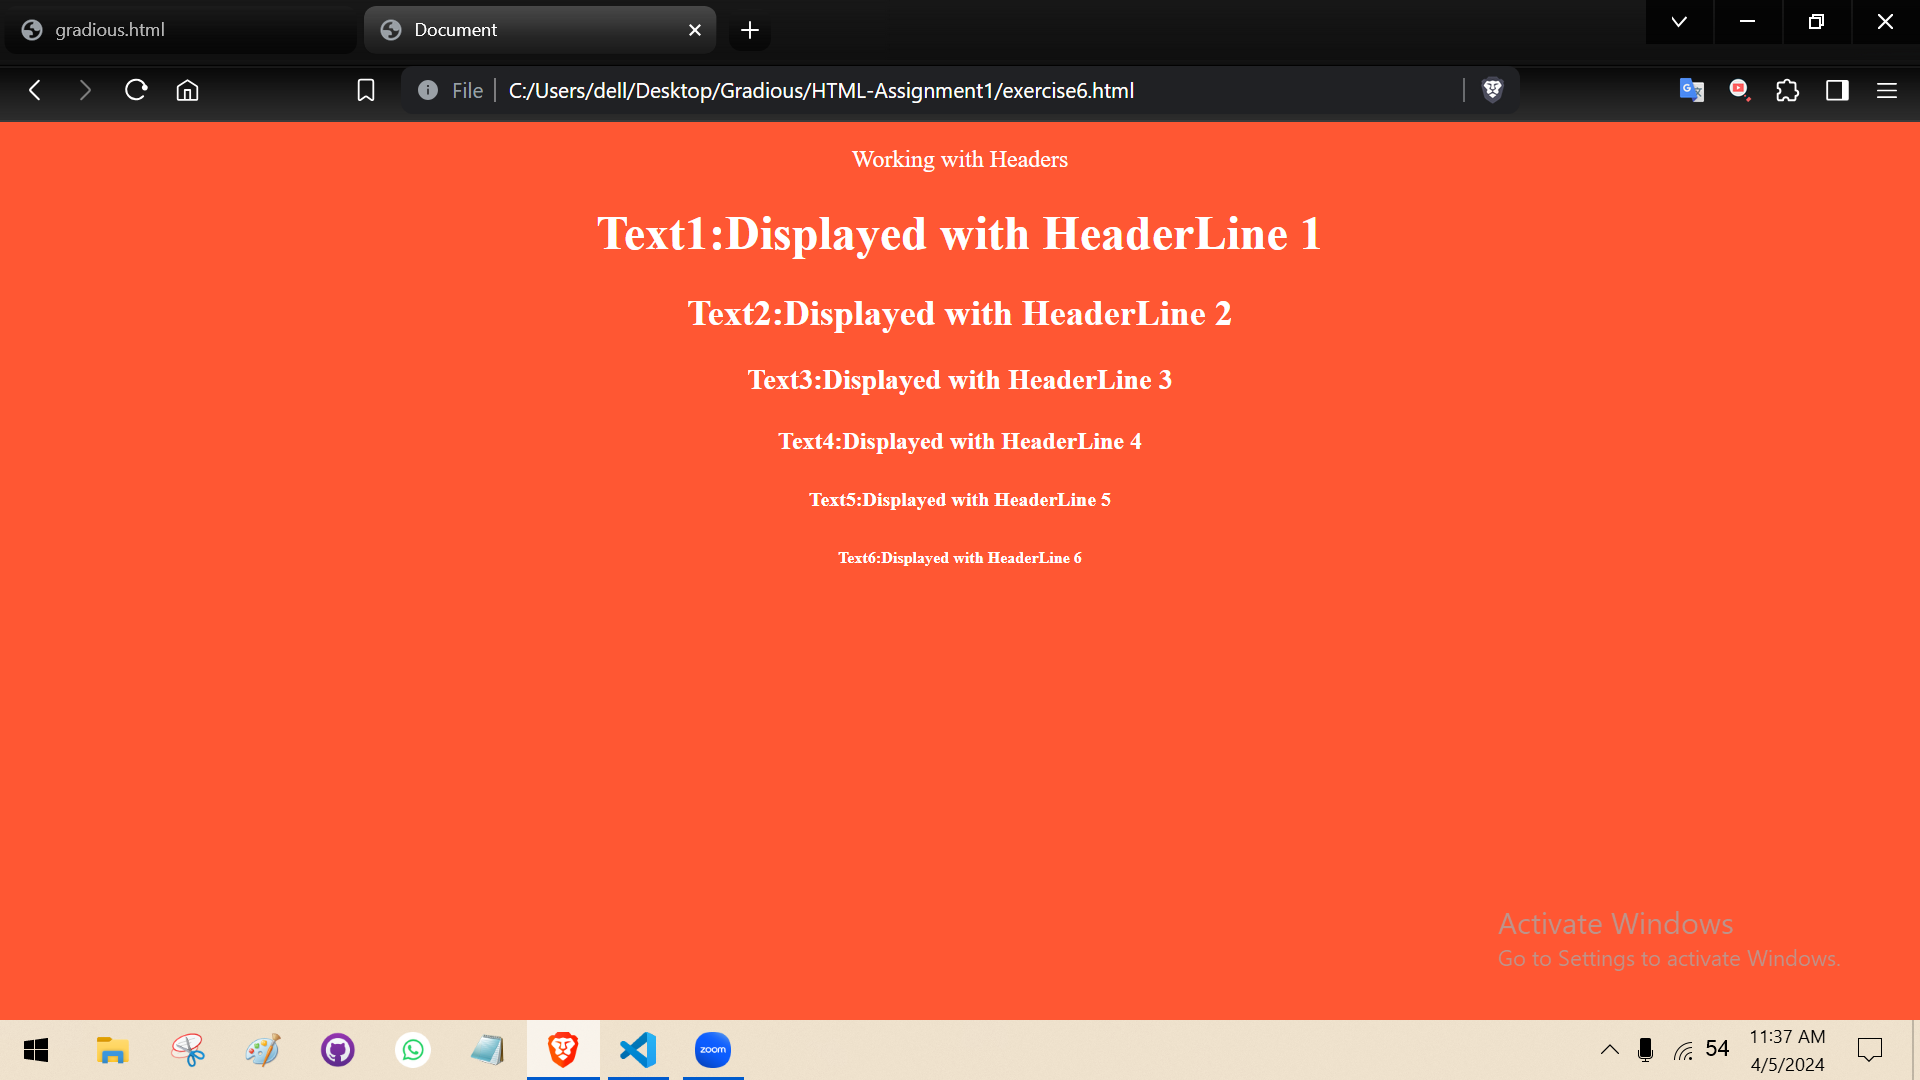 gradious.html
Document
File
C:/Users/dell/Desktop/Gradious/HTML-Assignment1/exercise6.html
Working with Headers
Text1:Displayed with HeaderLine 1
Text2:Displayed with HeaderLine 2
Text3:Displayed with HeaderLine 3
Text4:Displayed with HeaderLine 4
Text5:Displayed with HeaderLine 5
Text6:Displayed with HeaderLine 6
Activate Windows
Go to Settings to activate Windows.
zoom
54
11:37 AM
4/5/2024